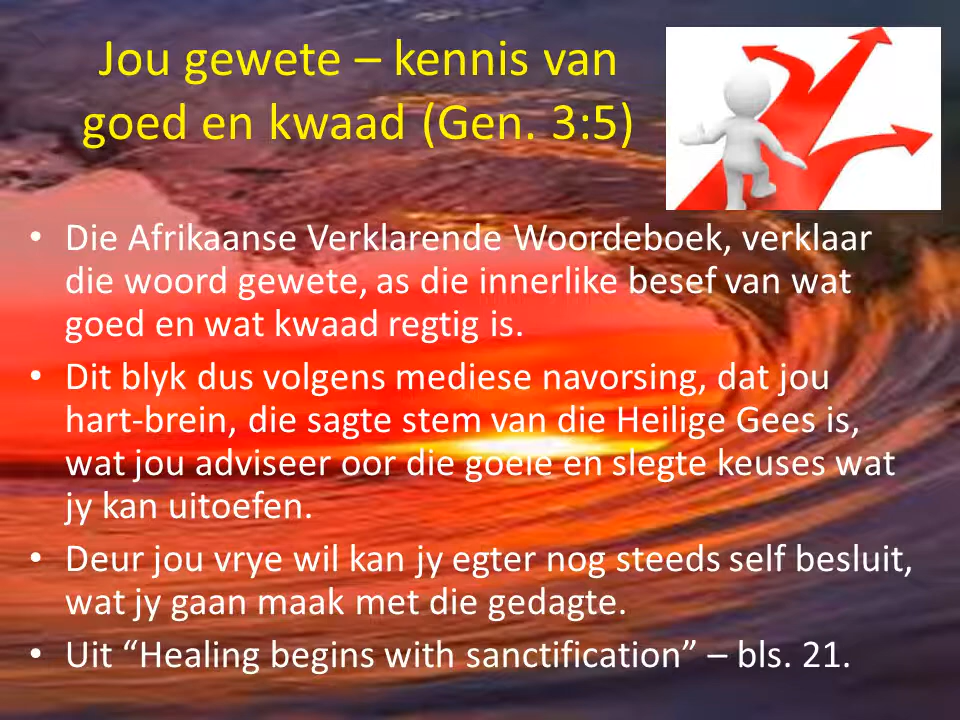 Jou gewete – kennis van
goed en kwaad (Gen. 3:5)
• Die Afrikaanse Verklarende Woordeboek, verklaar
die woord gewete, as die innerlike besef van wat
goed en wat kwaad regtig is.
• Dit blyk dus volgens mediese navorsing, dat jou
hart-brein, die sagte stem van die Heilige Gees is,
wat jou adviseer oor die goeie en slegte keuses wat
jy kan uitoefen.
• Deur jou vrye wil kan jy egter nog steeds self besluit,
wat jy gaan maak met die gedagte.
• Uit “Healing begins with sanctification” – bls. 21.